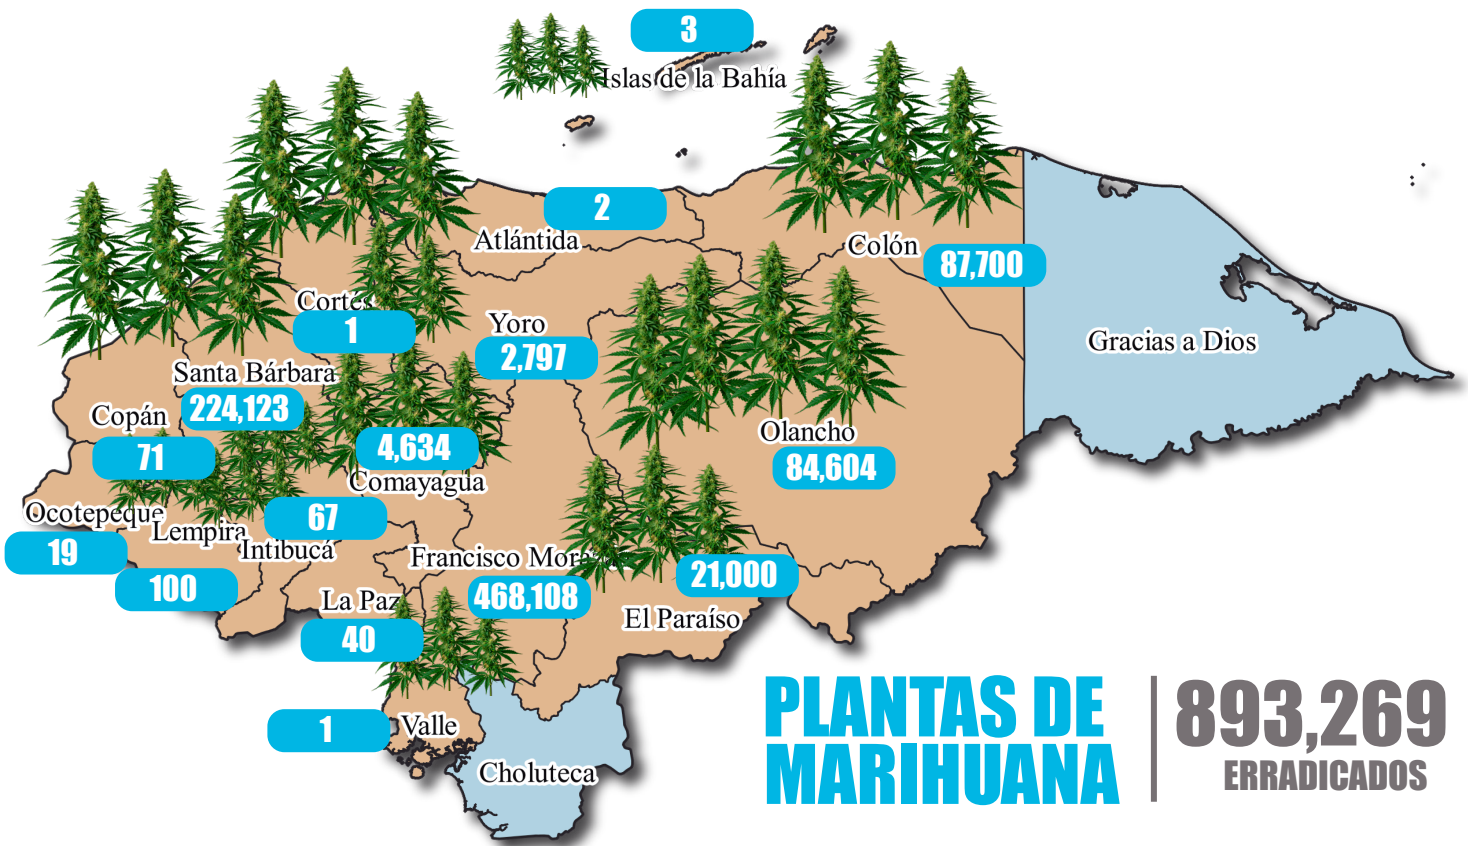 3
Islas de la Bahía
2
Atlántida
Colón
87,700
Cortés
1
Yoro
2,797
Gracias a Dios
Santa Bárbara
224,123
Copán
71
4,634
Comayagua
Olancho
84,604
Ocotepeque
19
Lempira
100
67
Intibucá
Francisco
468,108
21,000
El Paraíso
La Paz
40
1
Valle
Choluteca
PLANTAS DE
MARIHUANA
893,269
ERRADICADOS